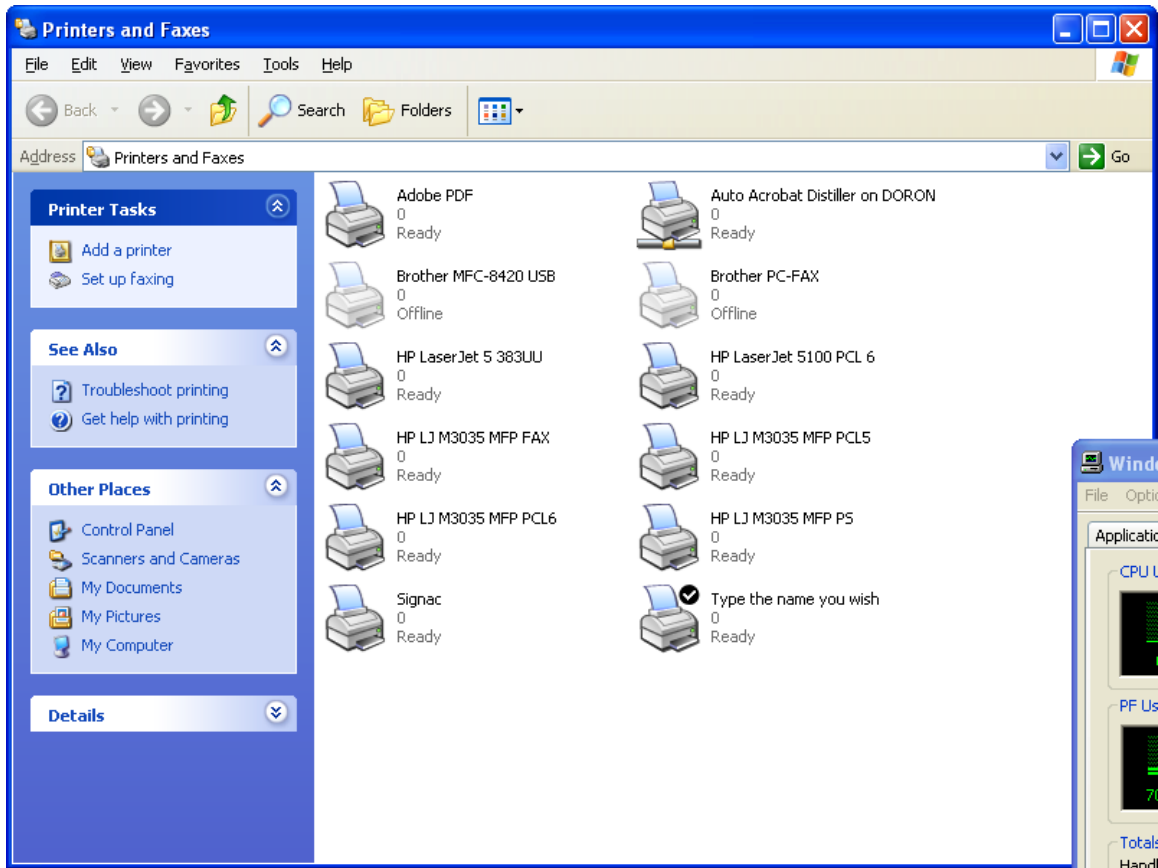 Printers and Faxes
File Edit View Favorites Tools Help
Back Search Folders
Address Printers and Faxes Go
Printer Tasks
Add a printer
Set up faxing
See Also
Troubleshoot printing
Get help with printing
Other Places
Control Panel
Scanners and Cameras
My Documents
My Pictures
My Computer
Details
Adobe PDF
0
Ready
Auto Acrobat Distiller on DORON
0
Ready
Brother MFC-8420 USB
0
Offline
Brother PC-FAX
0
Offline
HP LaserJet 5 383UU
0
Ready
HP LaserJet 5100 PCL 6
0
Ready
HP LJ M3035 MFP FAX
0
Ready
HP LJ M3035 MFP PCL5
0
Ready
HP LJ M3035 MFP PCL6
0
Ready
HP LJ M3035 MFP PS
0
Ready
Signac
0
Ready
Type the name you wish
0
Ready
File
CPU
PF